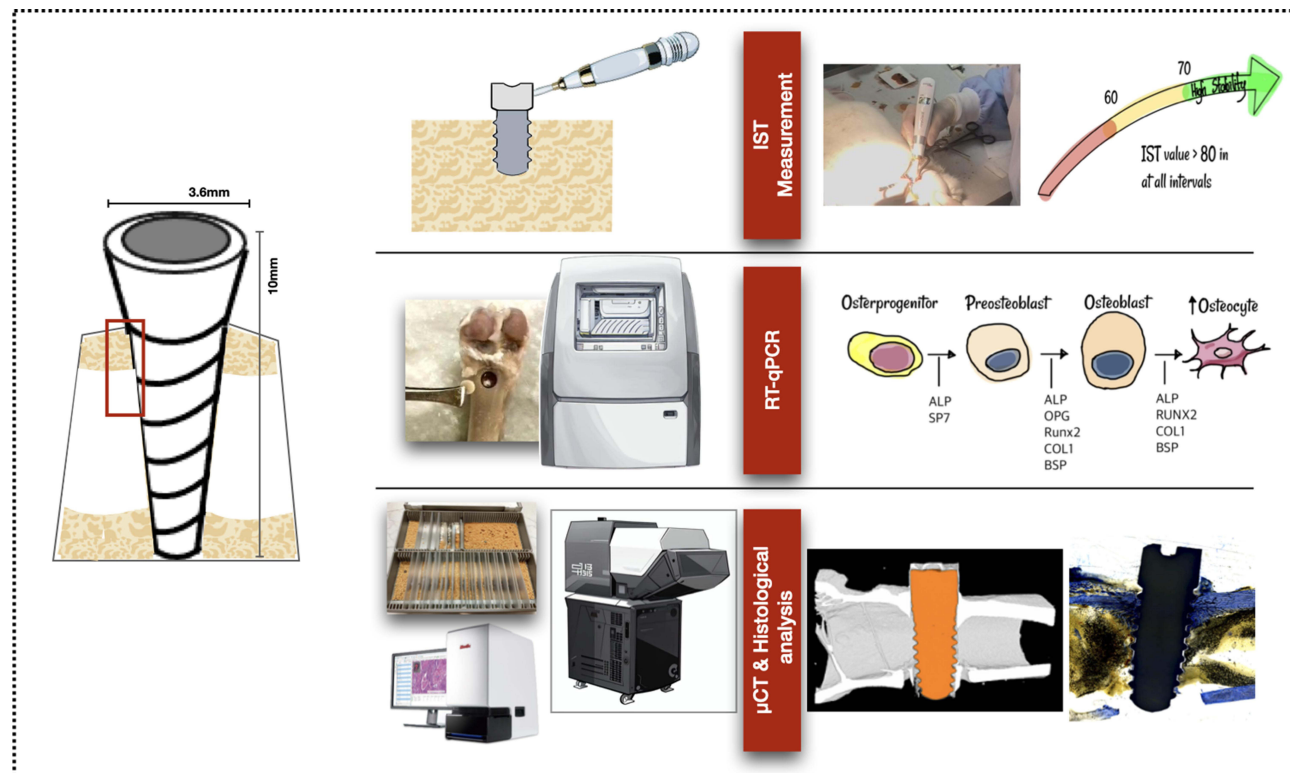 3.6mm
10mm
IST
Measurement
60
70
High Stability
IST value > 80 in
at all intervals
RT-qPCR
Osterprogenitor
Preosteoblast
Osteoblast
↑ Osteocyte
ALP
SP7
ALP
OPG
Runx2
COL1
BSP
ALP
RUNX2
COL1
BSP
µCT & Histological
analysis